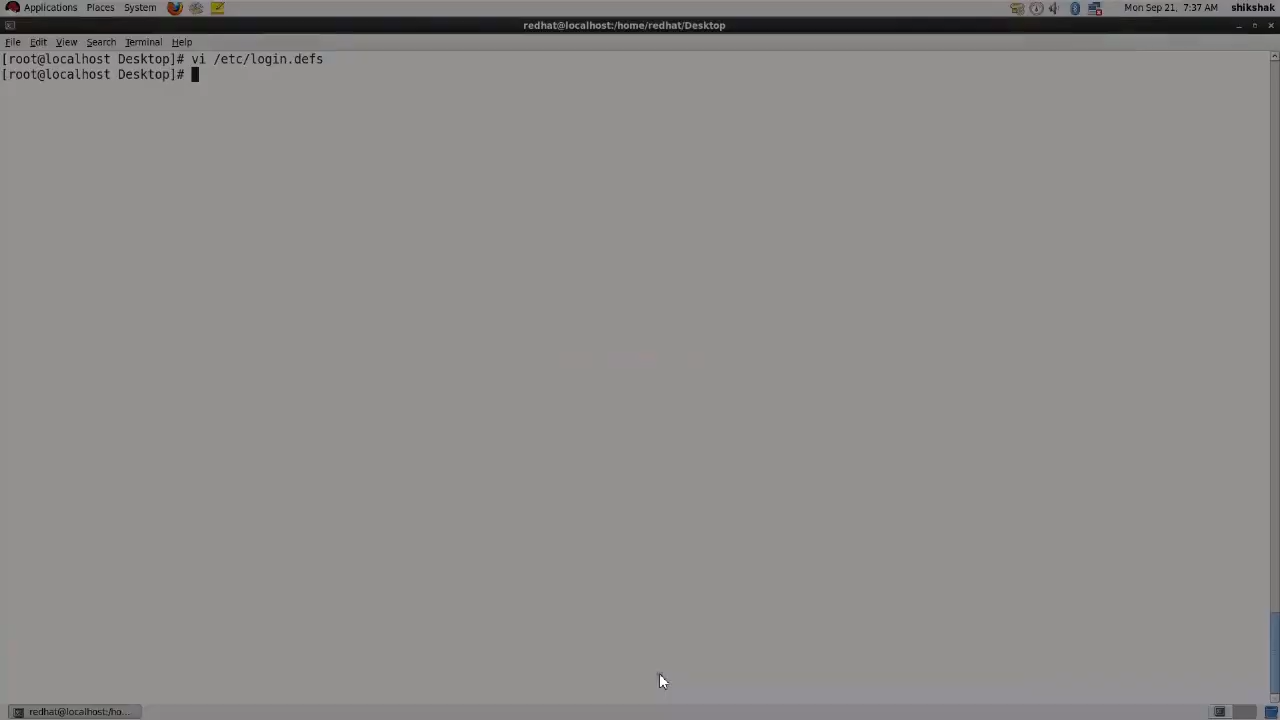 Applications Places System Mon Sep 21, 7:37 AM shikshak
redhat@localhost:/home/redhat/Desktop
File Edit View Search Terminal Help
[root@localhost Desktop]# vi /etc/login.defs
[root@localhost Desktop]#
redhat@localhost:/ho...